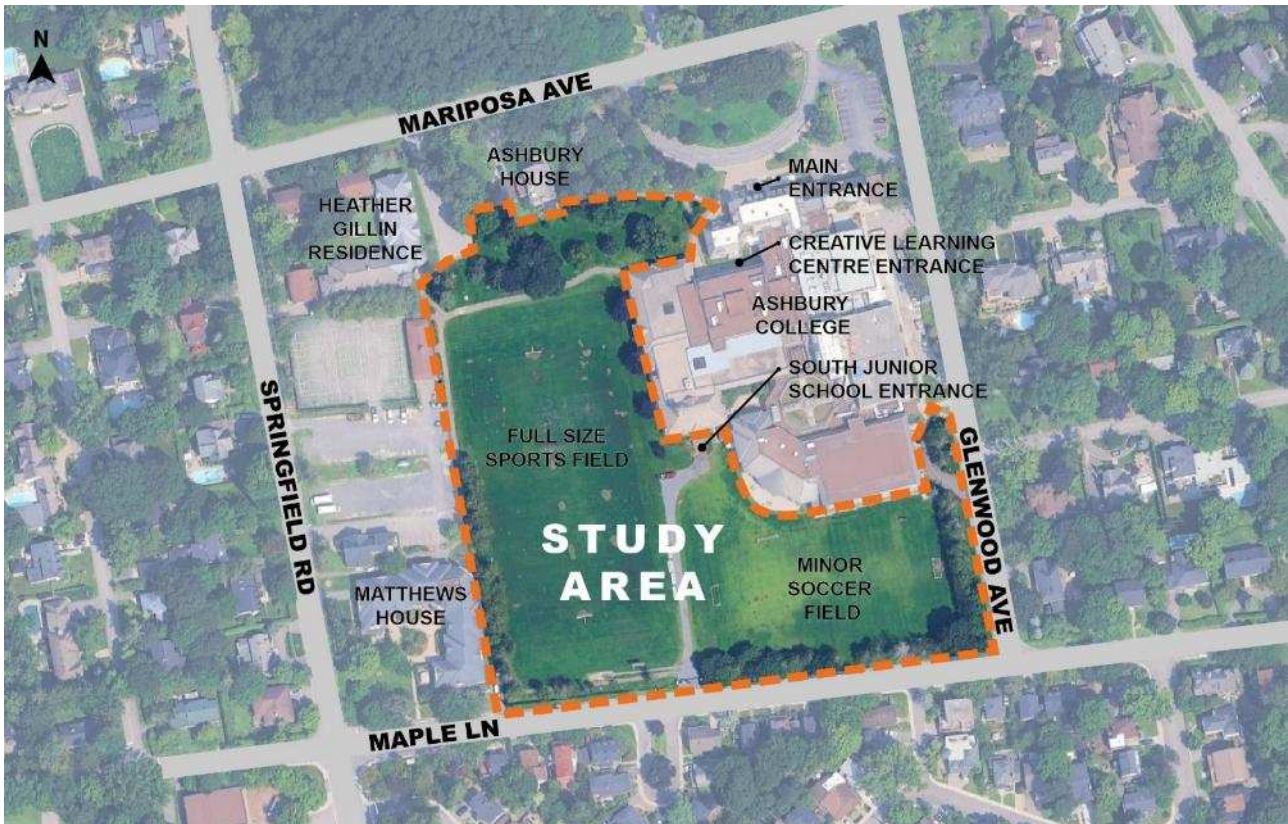 N
MARIPOSA AVE
ASHBURY
HOUSE
MAIN
ENTRANCE
HEATHER
GILLIN
RESIDENCE
CREATIVE LEARNING
CENTRE ENTRANCE
ASHBURY
COLLEGE
SOUTH JUNIOR
SCHOOL ENTRANCE
SPRINGFIELD RD
FULL SIZE
SPORTS FIELD
GLENWOOD AVE
STUDY
AREA
MINOR
SOCCER
FIELD
MATTHEWS
HOUSE
MAPLE LN